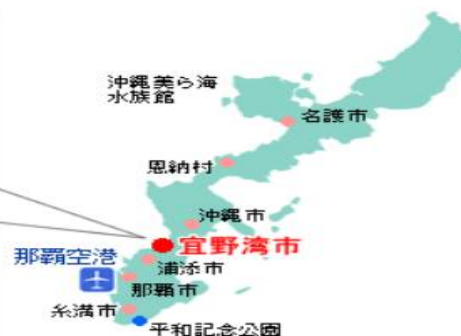 沖縄美ら海
水族館
名護市
恩納村
沖縄市
宜野湾市
那覇空港
浦添市
那覇市
糸満市
平和記念公園